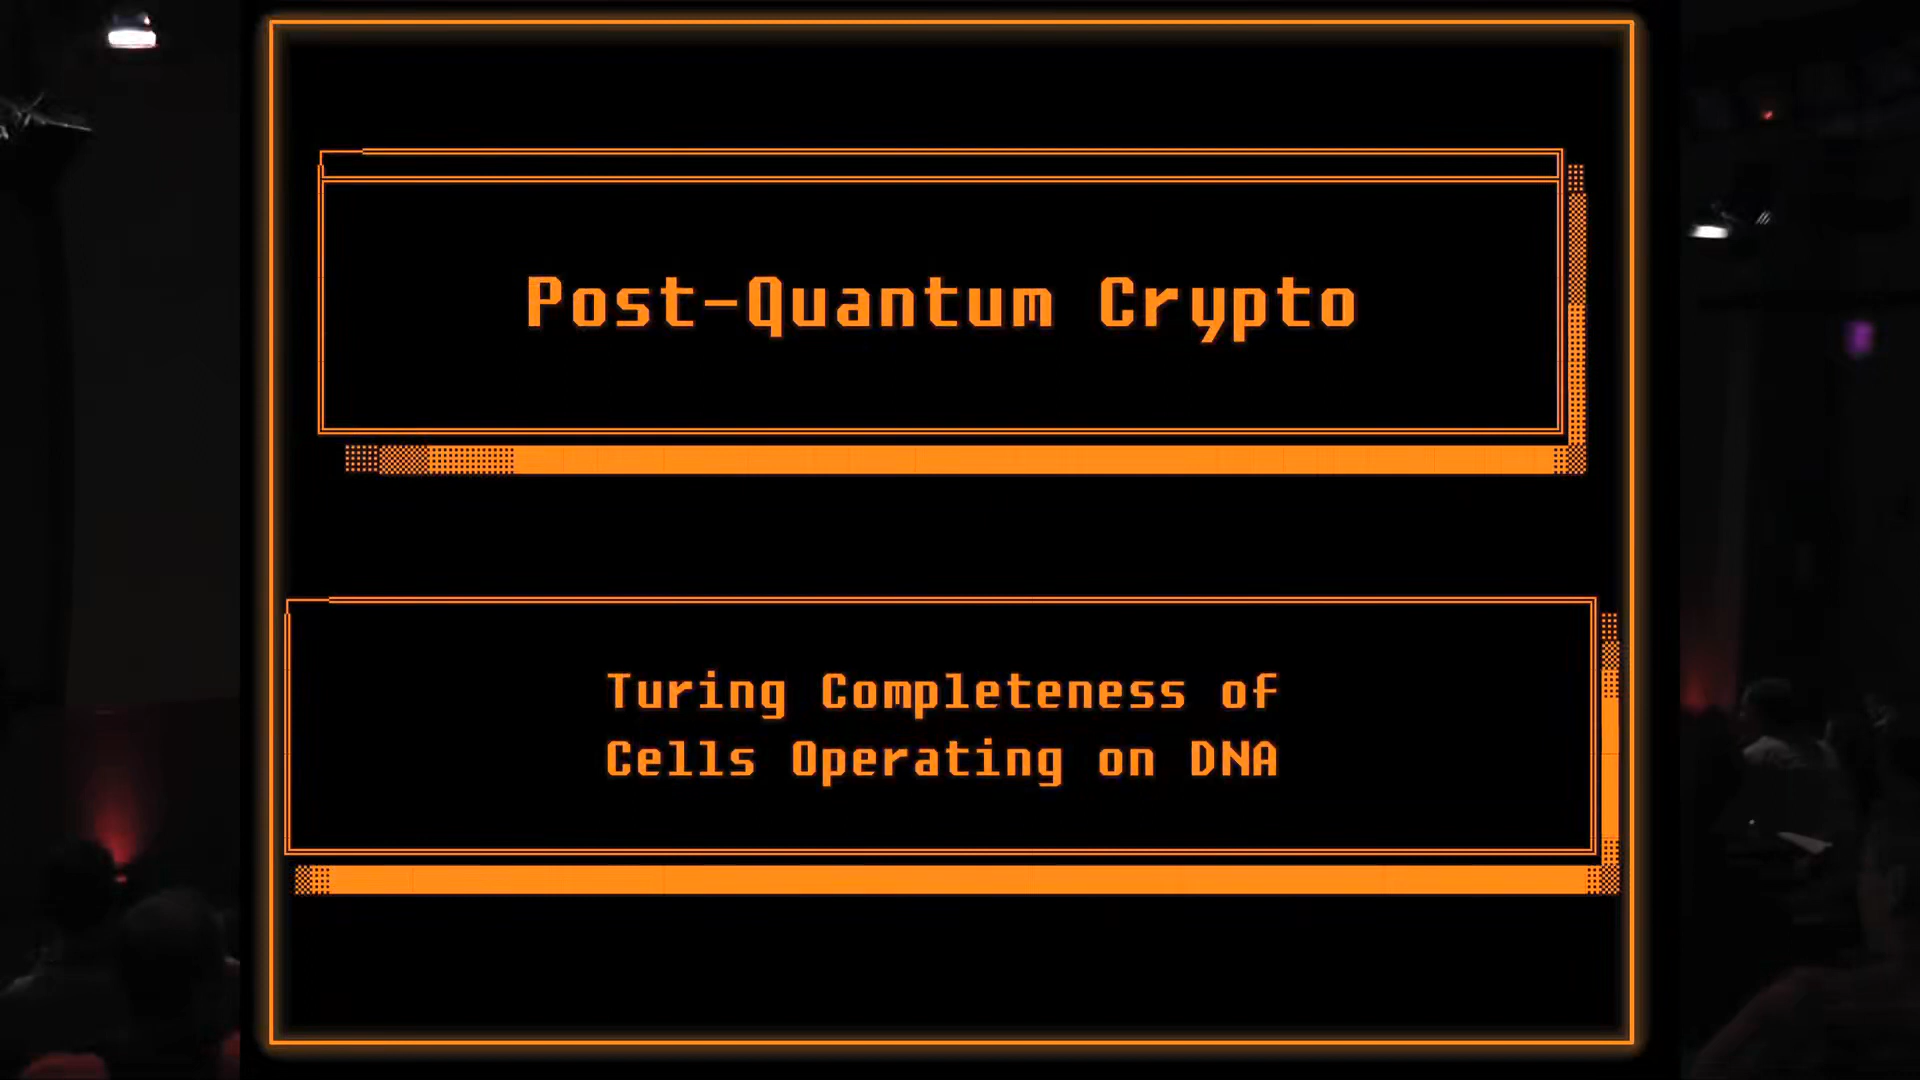 Post-Quantum Crypto
Turing Completeness of
Cells Operating on DNA